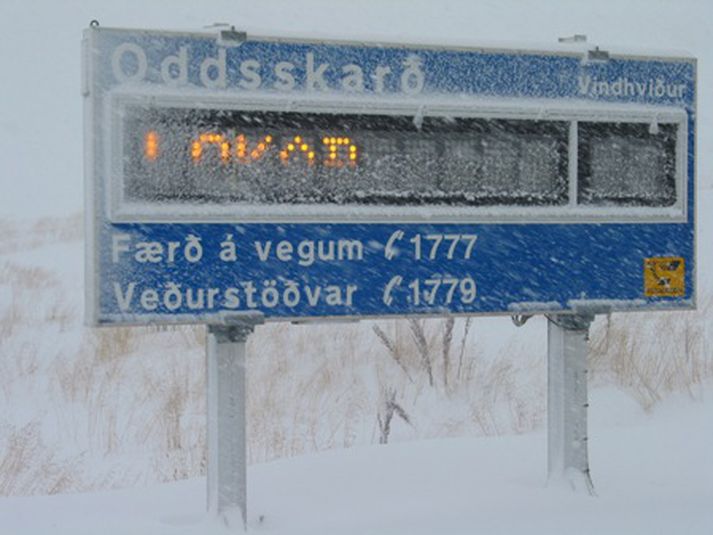 Oddsskarð
Vindhviður
Færð á vegum 1777
Veðurstöðvar 1779